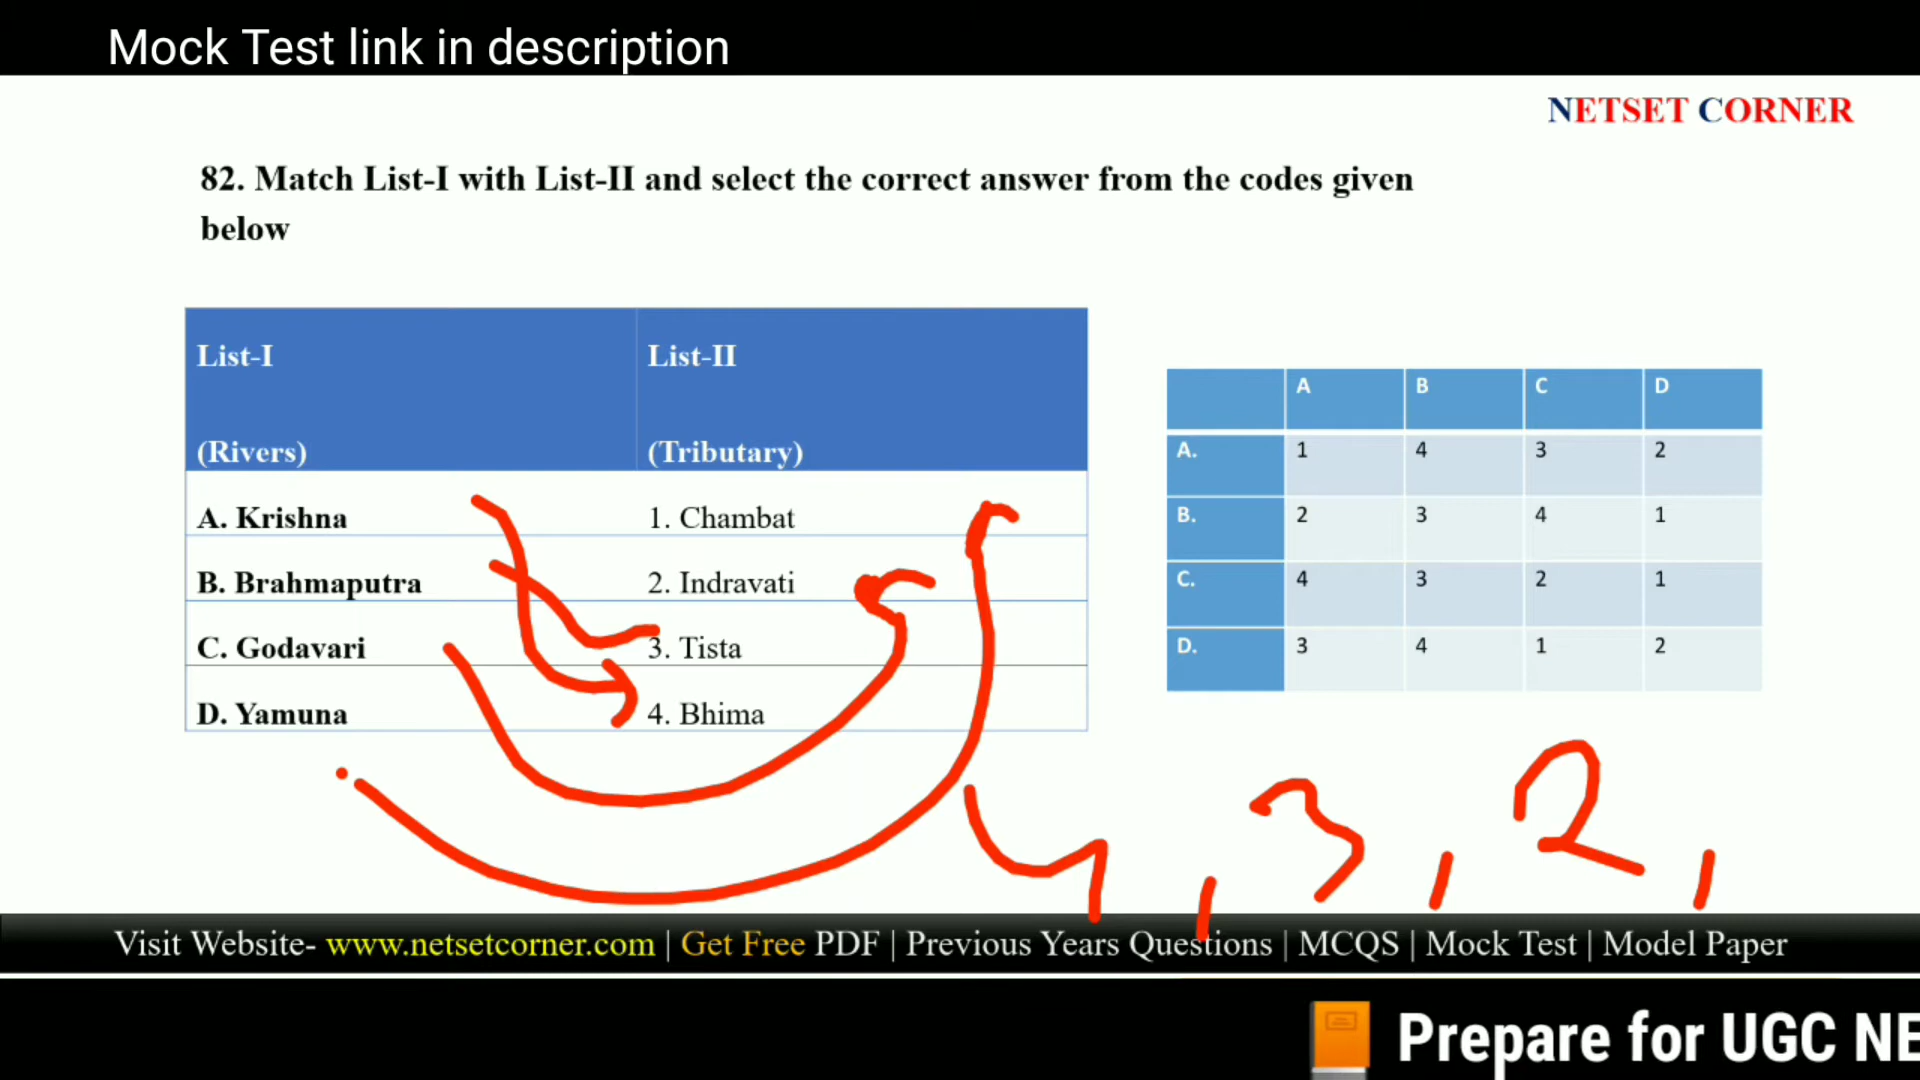 Mock Test link in description
NETSET CORNER
82. Match List-I with List-II and select the correct answer from the codes given
below
List-I List-II
(Rivers) (Tributary)
A. Krishna 1. Chambat
B. Brahmaputra 2. Indravati
C. Godavari 3. Tista
D. Yamuna 4. Bhima
A B C D
A. 1 4 3 2
B. 2 3 4 1
C. 4 3 2 1
D. 3 4 1 2
4, 3, 2,
Visit Website- www.netsetcorner.com | Get Free PDF | Previous Years Questions | MCQS | Mock Test | Model Paper
Prepare for UGC NE